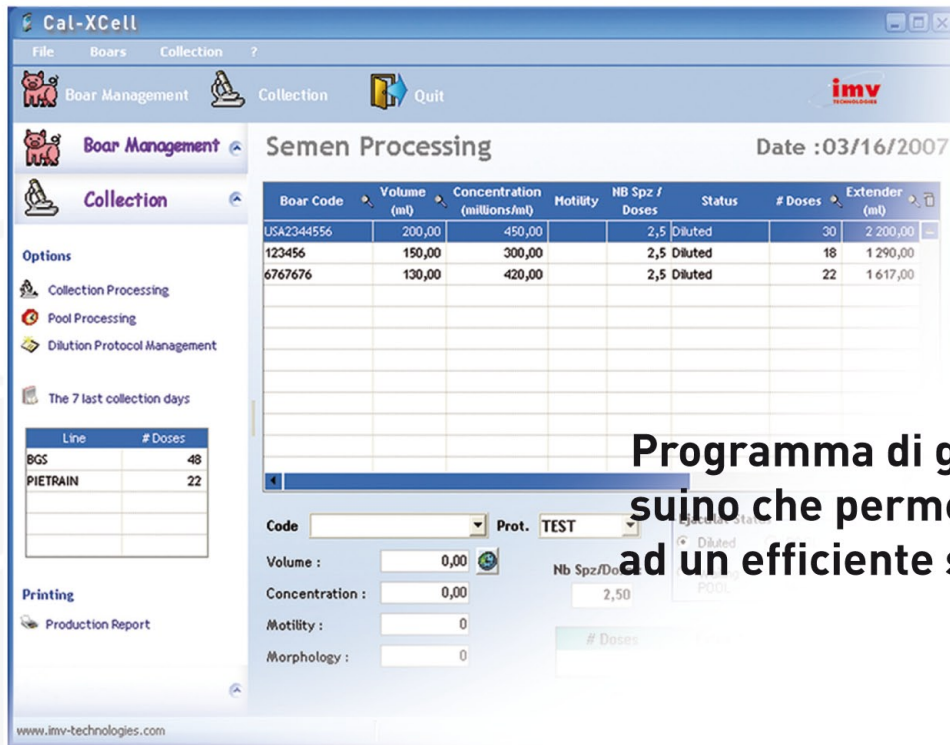 Cal-XCell
File Boars Collection ?
Boar Management Collection Quit
imv
TECHNOLOGIES
Boar Management
Collection
Options
Collection Processing
Pool Processing
Dilution Protocol Management
The 7 last collection days
Line # Doses
BGS 48
PIETRAIN 22
Printing
Production Report
www.imv-technologies.com
Semen Processing Date :03/16/2007
Boar Code Volume (ml) Concentration (millions/ml) Motility NB Spz / Doses Status # Doses Extender (ml)
USA2344556 200,00 450,00 2,5 Diluted 30 2 200,00
123456 150,00 300,00 2,5 Diluted 18 1 290,00
6767676 130,00 420,00 2,5 Diluted 22 1 617,00
Programma di g
suino che perme
ad un efficiente s
Code Prot. TEST
Volume : 0,00
Concentration : 0,00
Motility : 0
Morphology : 0
Nb Spz/Do
2,50
Diluted
POOL
# Doses